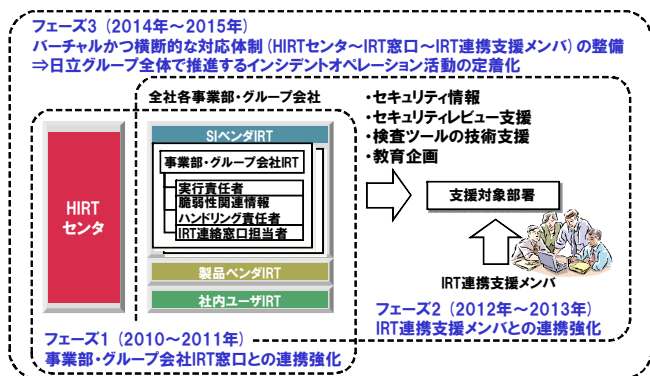 フェーズ3 (2014年～2015年)
バーチャルかつ横断的な対応体制(HIRTセンタ～IRT窓口～IRT連携支援メンバ)の整備
⇒日立グループ全体で推進するインシデントオペレーション活動の定着化
全社各事業部・グループ会社
・セキュリティ情報
・セキュリティレビュー支援
・検査ツールの技術支援
・教育企画
SIベンダIRT
事業部・グループ会社IRT
実行責任者
脆弱性関連情報
ハンドリング責任者
IRT連絡窓口担当者
HIRT
センタ
支援対象部署
製品ベンダIRT
社内ユーザIRT
IRT連携支援メンバ
フェーズ2 (2012年～2013年)
IRT連携支援メンバとの連携強化
フェーズ1 (2010～2011年)
事業部・グループ会社IRT窓口との連携強化